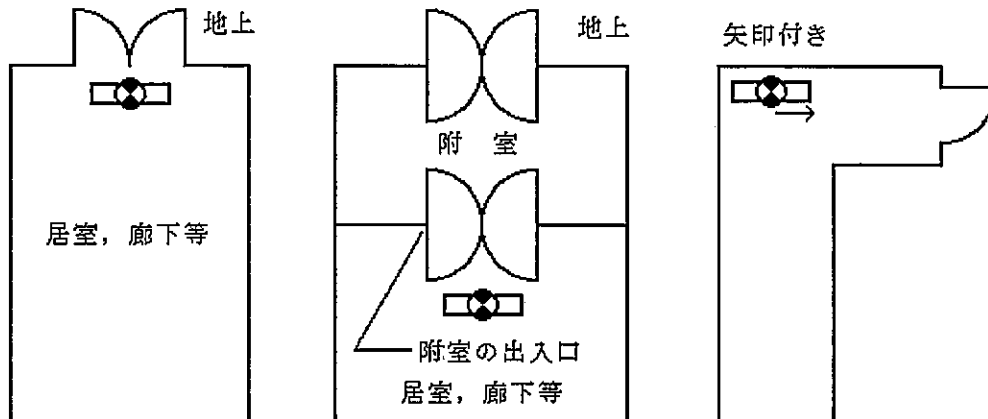 地上
居室，廊下等
地上
附 室
附室の出入口
居室，廊下等
矢印付き